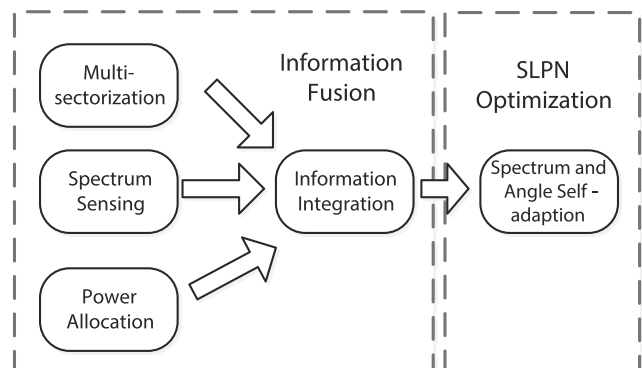 Multi-
sectorization
Information
Fusion
SLPN
Optimization
Spectrum
Sensing
Information
Integration
Spectrum and
Angle Self -
adaption
Power
Allocation